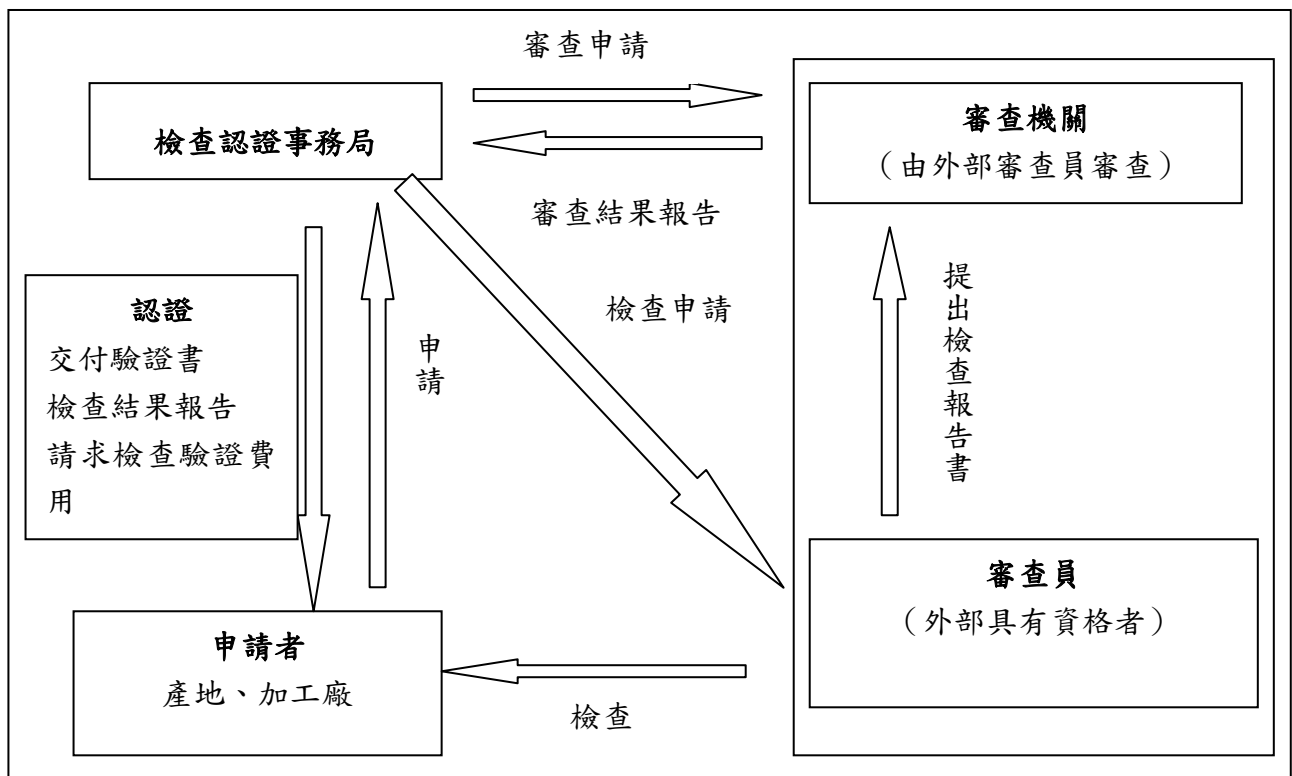 審查申請
檢查認證事務局
審查機關
（由外部審查員審查）
審查結果報告
檢查申請
認證
交付驗證書
檢查結果報告
請求檢查驗證費
用
申請
提出檢查報告書
審查員
（外部具有資格者）
申請者
產地、加工廠
檢查